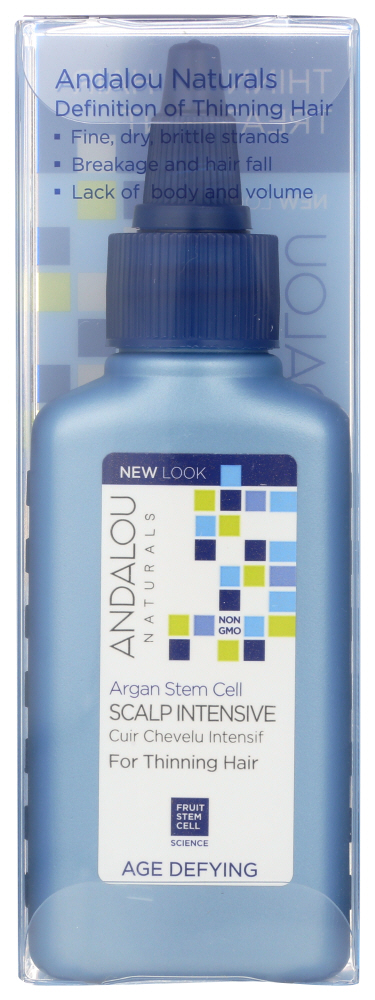 Andalou Naturals
Definition of Thinning Hair
▪ Fine, dry, brittle strands
▪ Breakage and hair fall
▪ Lack of body and volume
NEW LOOK
ANDALOU
NATURALS
NON
GMO
Argan Stem Cell
SCALP INTENSIVE
Cuir Chevelu Intensif
For Thinning Hair
FRUIT
STEM
CELL
SCIENCE
AGE DEFYING